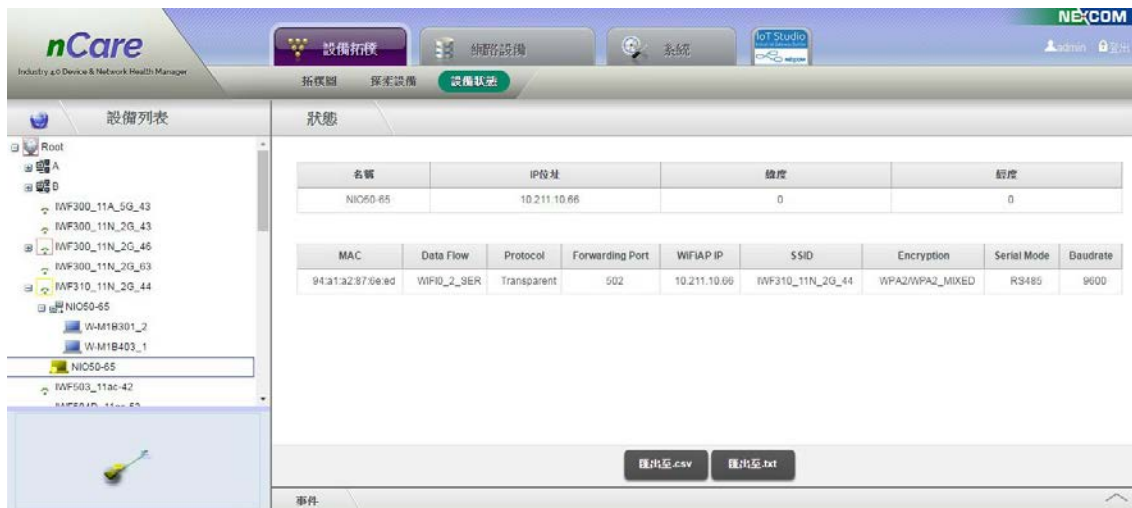 NEXCOM
nCare
Industry 4.0 Device & Network Health Manager
設備拓樸
網路設備
系統
IoT Studio
admin
登出
拓樸圖
探索設備
設備狀態
設備列表
狀態
Root
A
B
IWF300_11A_5G_43
IWF300_11N_2G_43
IWF300_11N_2G_46
IWF300_11N_2G_63
IWF310_11N_2G_44
NIO50-65
W-M1B301_2
W-M1B403_1
NIO50-65
IWF503_11ac-42
名稱 IP位址 緯度 經度
NIO50-65 10.211.10.66 0 0
MAC Data Flow Protocol Forwarding Port WIFIAP IP SSID Encryption Serial Mode Baudrate
94:a1:a2:87:6e:ed WIFI0_2_SER Transparent 502 10.211.10.66 IWF310_11N_2G_44 WPA2/WPA2_MIXED RS485 9600
匯出至.csv
匯出至.txt
事件